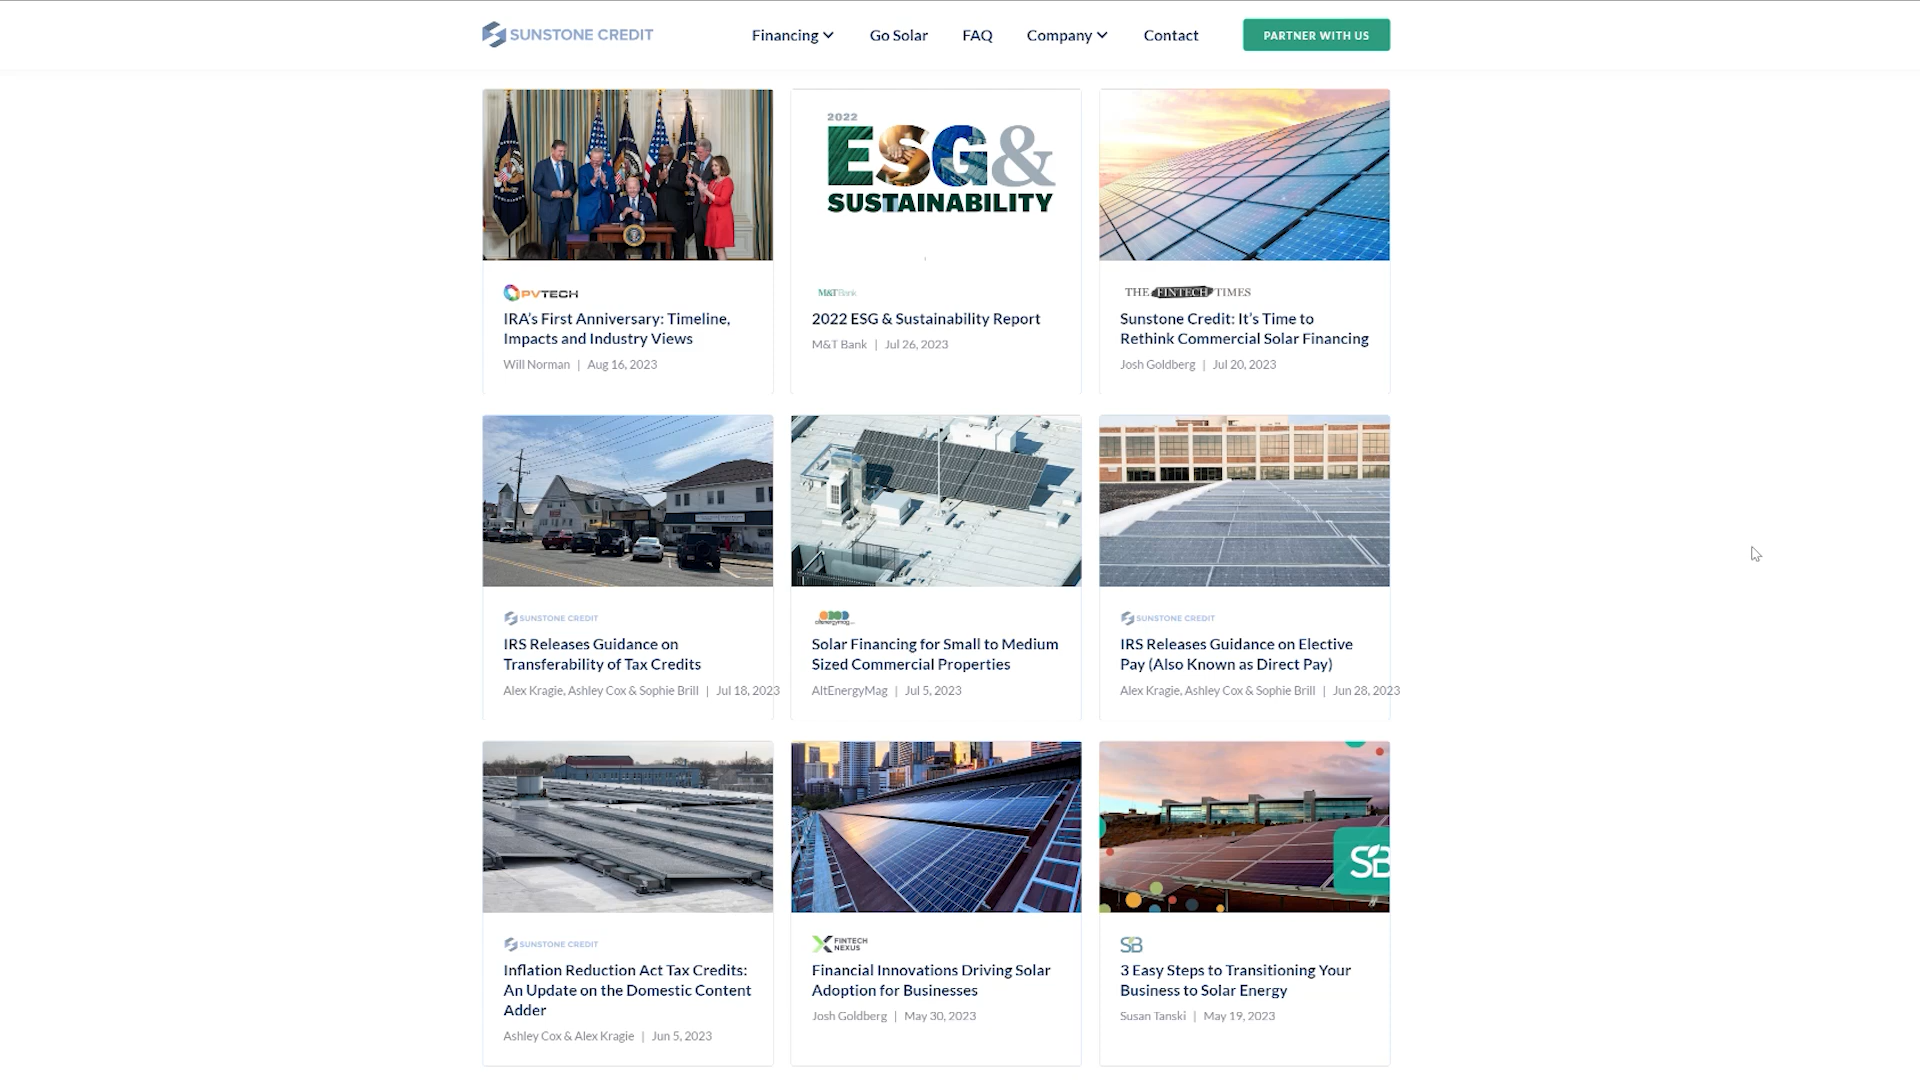 SUNSTONE CREDIT
Financing
Go Solar
FAQ
Company
Contact
PARTNER WITH US
2022
ESG&
SUSTAINABILITY
PVTECH
IRA's First Anniversary: Timeline,
Impacts and Industry Views
Will Norman | Aug 16, 2023
M&T Bank
2022 ESG & Sustainability Report
M&T Bank | Jul 26, 2023
THE FINTECH TIMES
Sunstone Credit: It's Time to
Rethink Commercial Solar Financing
Josh Goldberg | Jul 20, 2023
SUNSTONE CREDIT
IRS Releases Guidance on
Transferability of Tax Credits
Alex Kragie, Ashley Cox & Sophie Brill | Jul 18, 2023
altenergymag
Solar Financing for Small to Medium
Sized Commercial Properties
AltEnergyMag | Jul 5, 2023
SUNSTONE CREDIT
IRS Releases Guidance on Elective
Pay (Also Known as Direct Pay)
Alex Kragie, Ashley Cox & Sophie Brill | Jun 28, 2023
SB
SUNSTONE CREDIT
Inflation Reduction Act Tax Credits:
An Update on the Domestic Content
Adder
Ashley Cox & Alex Kragie | Jun 5, 2023
FINTECH
NEXUS
Financial Innovations Driving Solar
Adoption for Businesses
Josh Goldberg | May 30, 2023
SB
3 Easy Steps to Transitioning Your
Business to Solar Energy
Susan Tanski | May 19, 2023